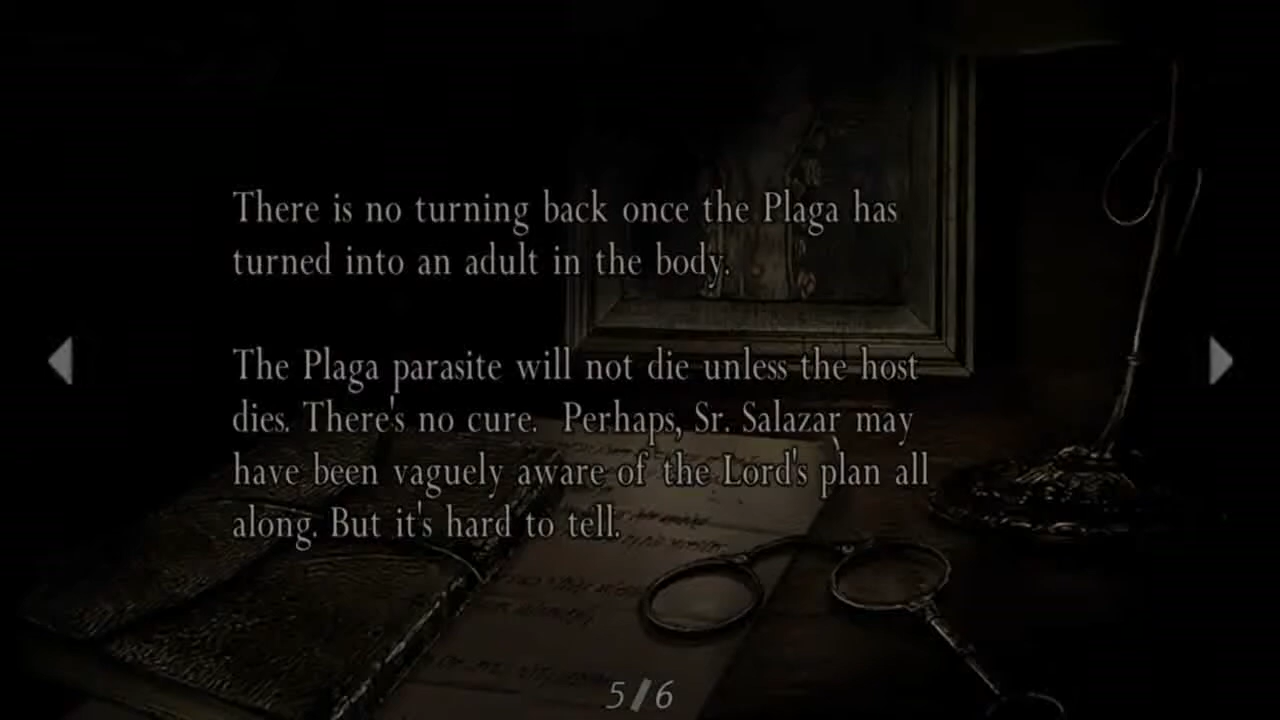 There is no turning back once the Plaga has
turned into an adult in the body.
The Plaga parasite will not die unless the host
dies. There's no cure.  Perhaps, Sr. Salazar may
have been vaguely aware of the Lord's plan all
along. But it's hard to tell.
5/6